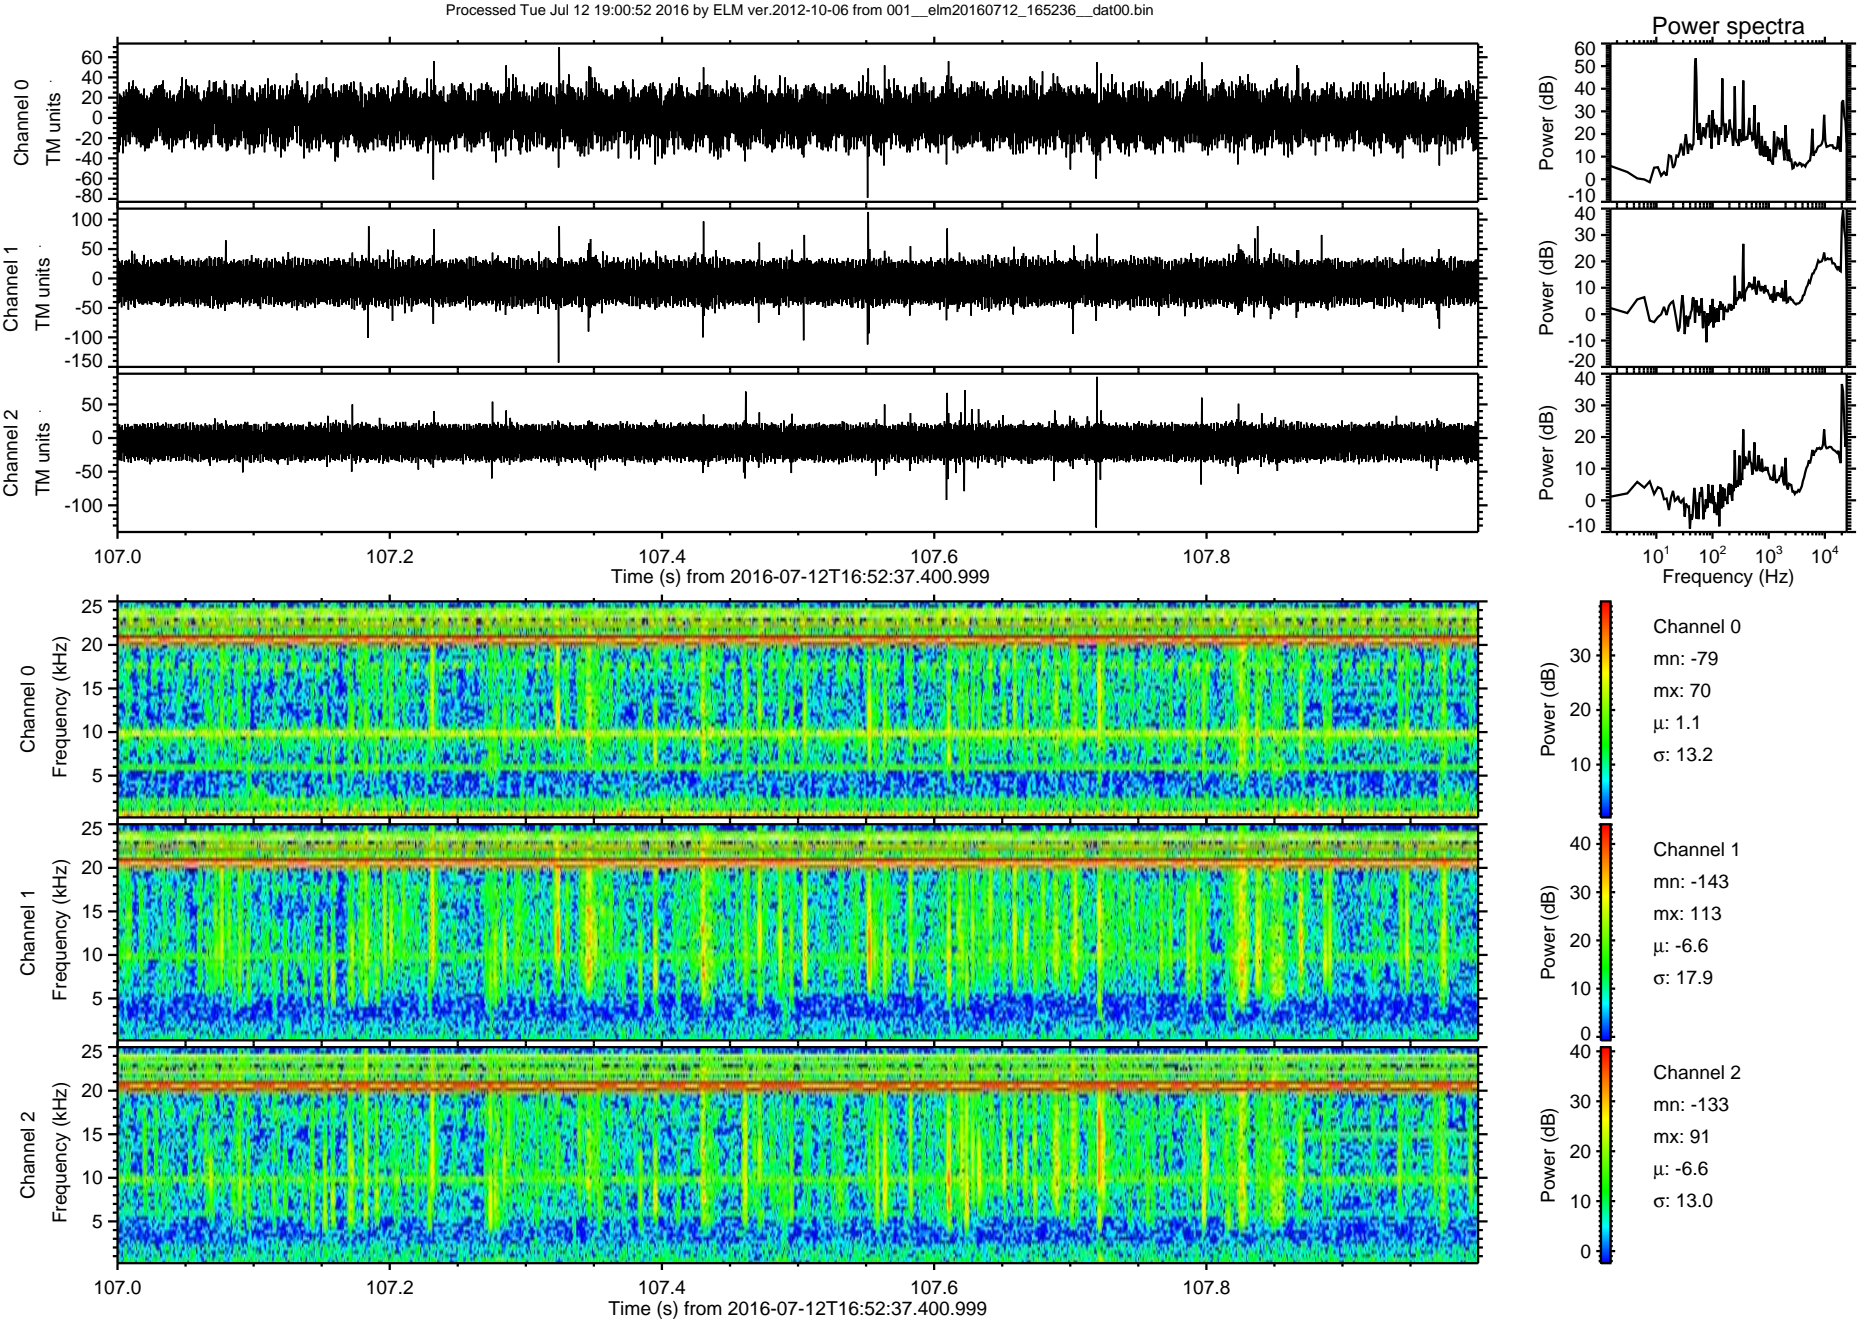 Processed Tue Jul 12 19:00:52 2016 by ELM ver.2012-10-06 from 001__elm20160712_165236__dat00.bin
Power spectra
Channel 0
TM units
60
40
20
0
-20
-40
-60
-80
Power (dB)
60
50
40
30
20
10
0
-10
Channel 1
TM units
100
50
0
-50
-100
-150
Power (dB)
40
30
20
10
0
-10
-20
Channel 2
TM units
50
0
-50
-100
Power (dB)
40
30
20
10
0
-10
107.0 107.2 107.4 107.6 107.8
Time (s) from 2016-07-12T16:52:37.400.999
10^1 10^2 10^3 10^4
Frequency (Hz)
Channel 0
Frequency (kHz)
25
20
15
10
5
Power (dB)
30
20
10
Channel 0
mn: -79
mx: 70
μ: 1.1
σ: 13.2
Channel 1
Frequency (kHz)
25
20
15
10
5
Power (dB)
40
30
20
10
0
Channel 1
mn: -143
mx: 113
μ: -6.6
σ: 17.9
Channel 2
Frequency (kHz)
25
20
15
10
5
Power (dB)
40
30
20
10
0
Channel 2
mn: -133
mx: 91
μ: -6.6
σ: 13.0
107.0 107.2 107.4 107.6 107.8
Time (s) from 2016-07-12T16:52:37.400.999